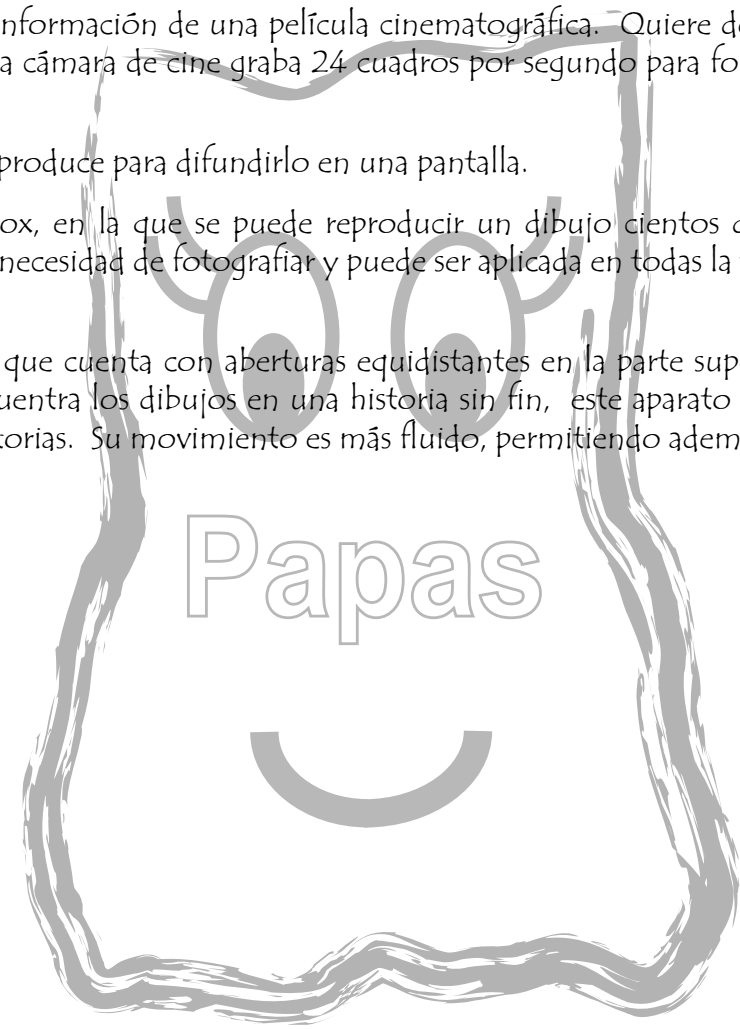 nformación de una película cinematográfica. Quiere de
a cámara de cine graba 24 cuadros por segundo para fo
produce para difundirlo en una pantalla.
ox, en la que se puede reproducir un dibujo cientos d
necesidad de fotografiar y puede ser aplicada en todas la
que cuenta con aberturas equidistantes en la parte sup
uentra los dibujos en una historia sin fin, este aparato
torias. Su movimiento es más fluido, permitiendo adem
Papas